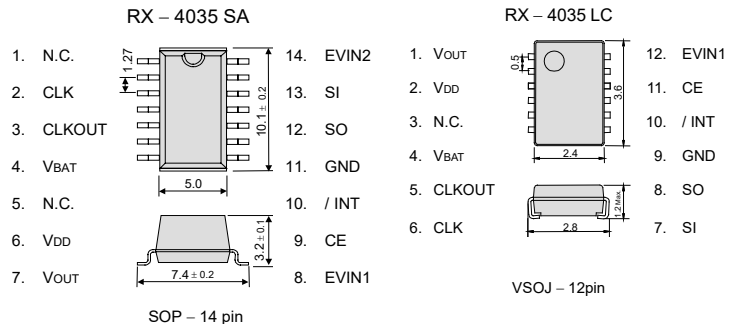 RX – 4035 SA
1. N.C.
2. CLK
3. CLKOUT
4. VBAT
5. N.C.
6. VDD
7. VOUT
14. EVIN2
13. SI
12. SO
11. GND
10. / INT
9. CE
8. EVIN1
1.27
10.1± 0.2
5.0
3.2± 0.1
7.4± 0.2
SOP – 14 pin
RX – 4035 LC
1. VOUT
2. VDD
3. N.C.
4. VBAT
5. CLKOUT
6. CLK
12. EVIN1
11. CE
10. / INT
9. GND
8. SO
7. SI
0.5
3.6
2.4
1.2 Max.
2.8
VSOJ – 12pin